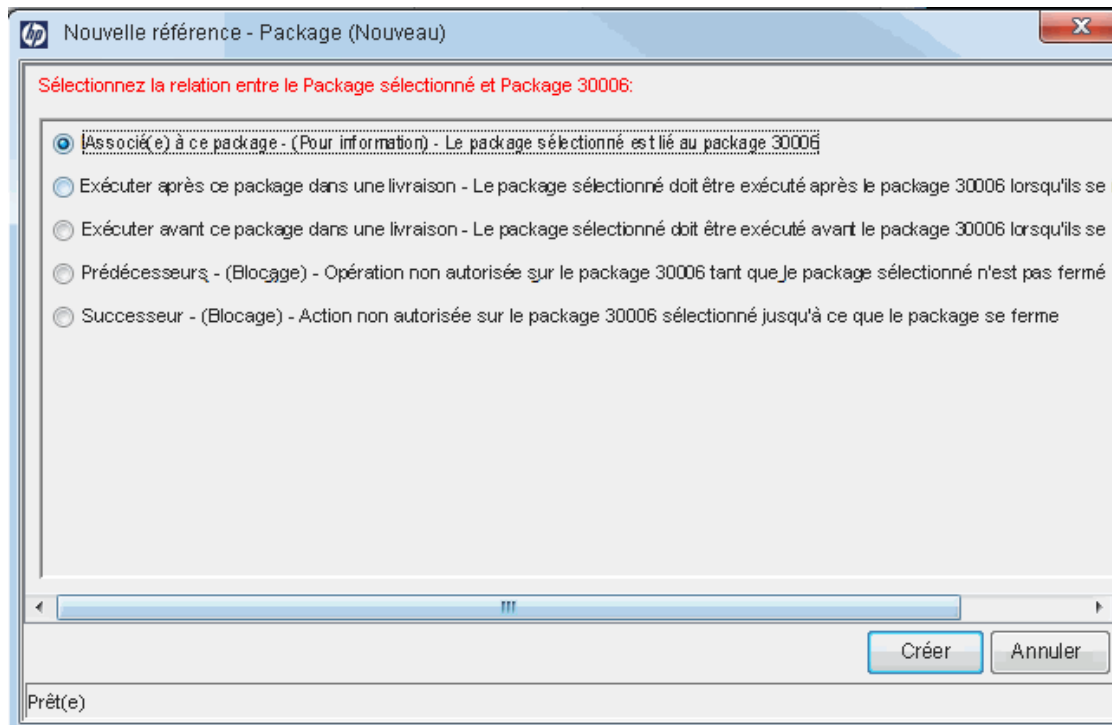 hp Nouvelle référence - Package (Nouveau)
Sélectionnez la relation entre le Package sélectionné et Package 30006:
Associé(e) à ce package - (Pour information) - Le package sélectionné est lié au package 30006
Exécuter après ce package dans une livraison - Le package sélectionné doit être exécuté après le package 30006 lorsqu'ils se
Exécuter avant ce package dans une livraison - Le package sélectionné doit être exécuté avant le package 30006 lorsqu'ils se
Prédécesseurs - (Blocage) - Opération non autorisée sur le package 30006 tant que le package sélectionné n'est pas fermé
Successeur - (Blocage) - Action non autorisée sur le package 30006 sélectionné jusqu'à ce que le package se ferme
Créer Annuler
Prêt(e)